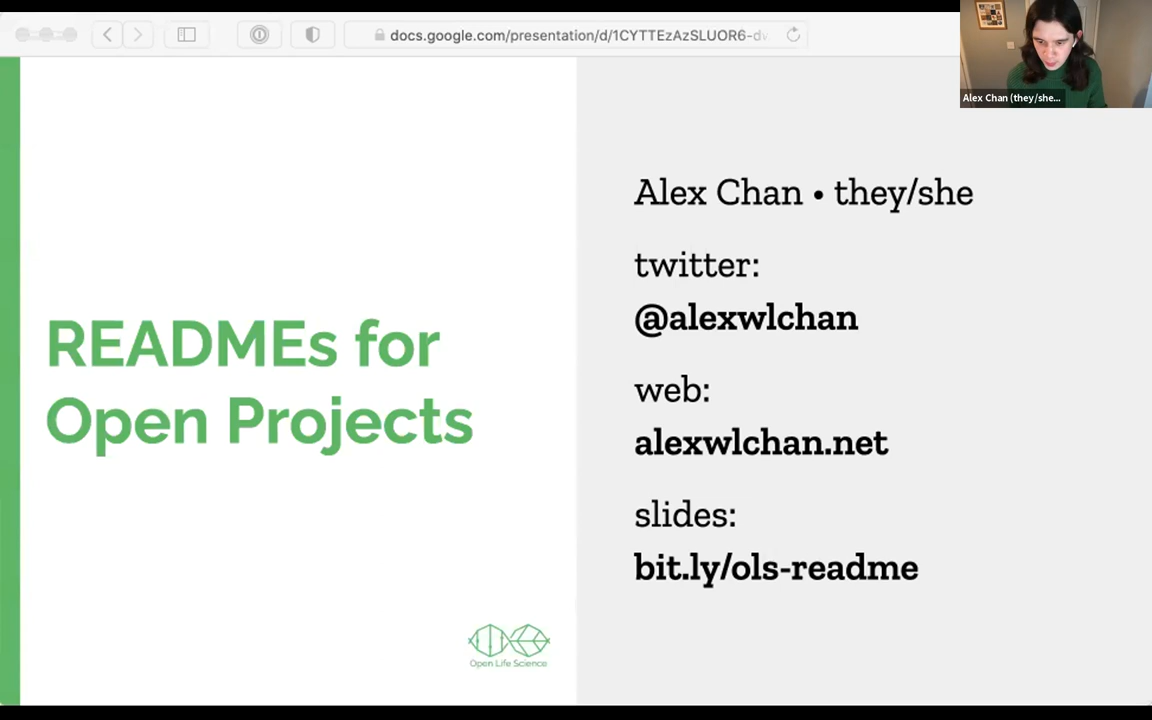 docs.google.com/presentation/d/1CYTTEzAzSLUOR6-dv
Alex Chan (they/she...
READMEs for
Open Projects
Open Life Science
Alex Chan • they/she
twitter:
@alexwlchan
web:
alexwlchan.net
slides:
bit.ly/ols-readme